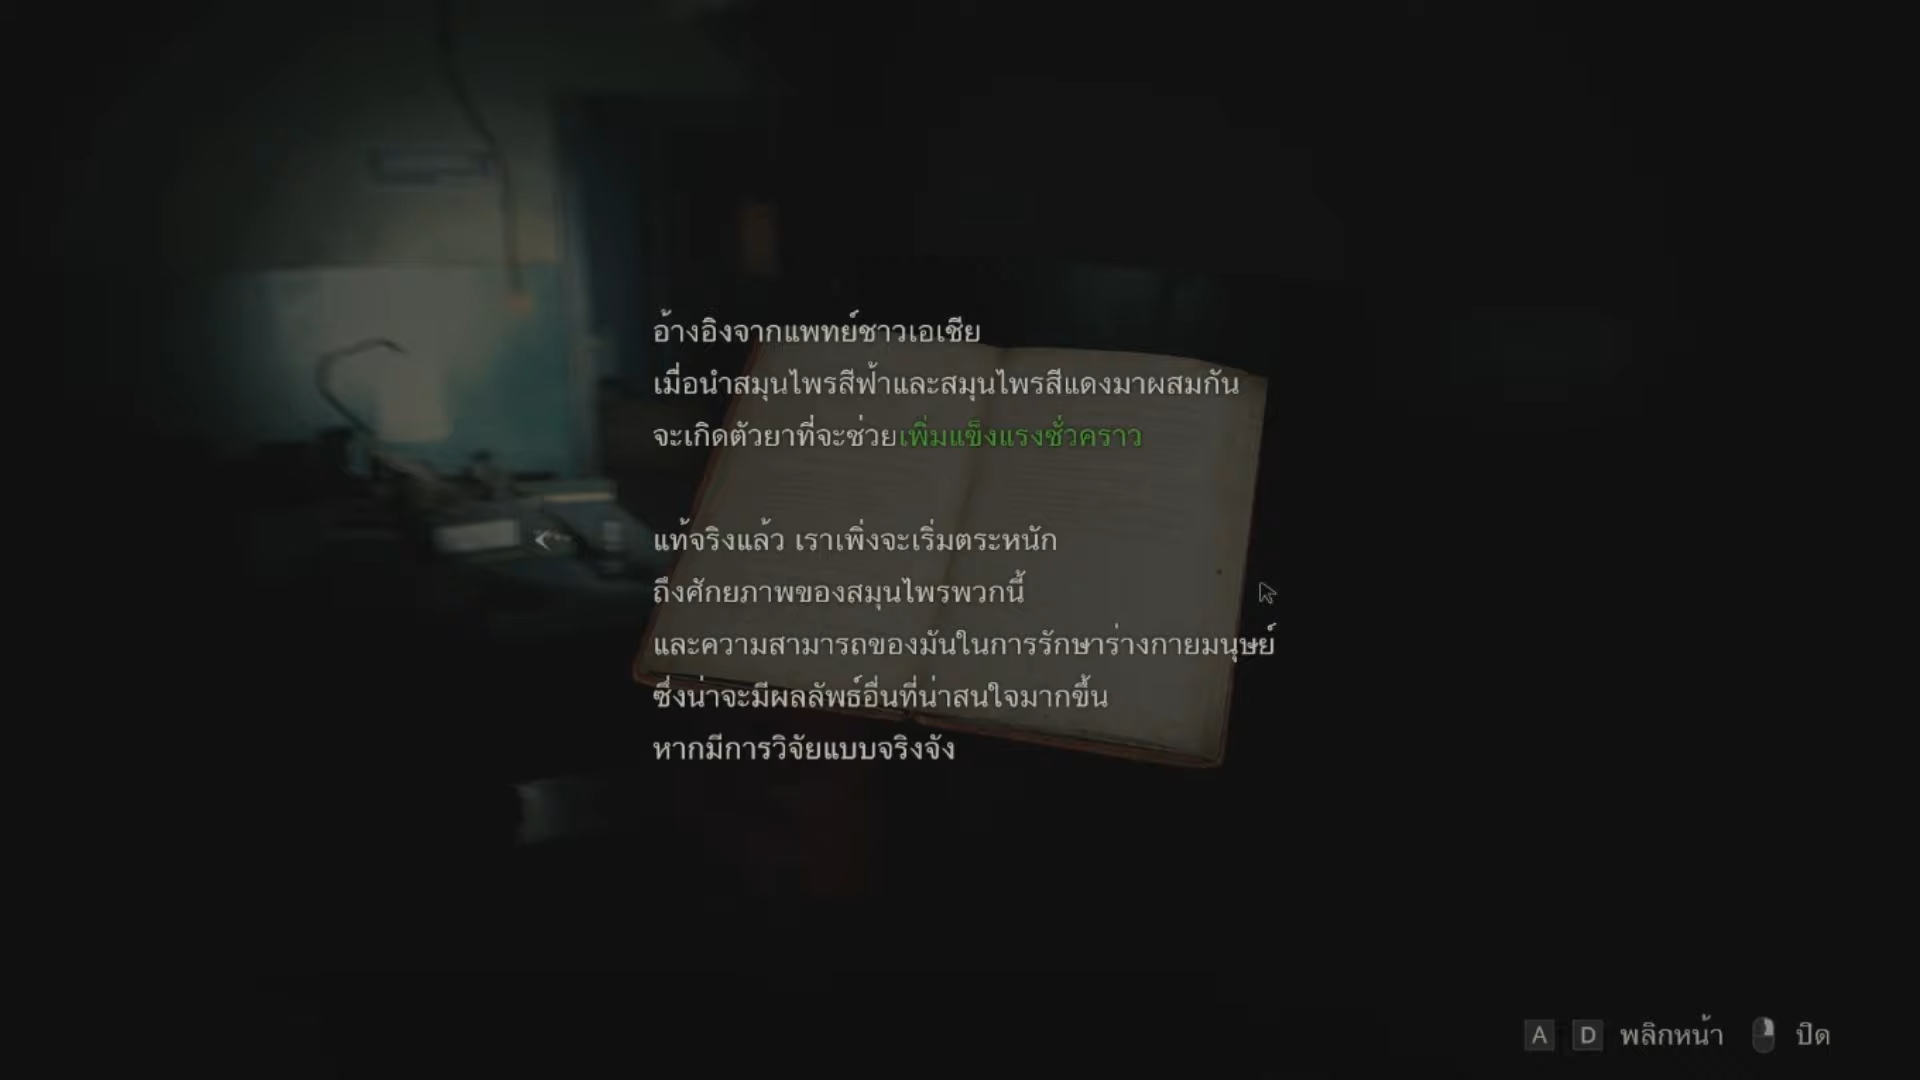 อ้างอิงจากแพทย์ชาวเอเชีย
เมื่อนำสมุนไพรสีฟ้าและสมุนไพรสีแดงมาผสมกัน
จะเกิดตัวยาที่จะช่วยเพิ่มแข็งแรงชั่วคราว
แท้จริงแล้ว เราเพิ่งจะเริ่มตระหนัก
ถึงศักยภาพของสมุนไพรพวกนี้
และความสามารถของมันในการรักษาร่างกายมนุษย์
ซึ่งน่าจะมีผลลัพธ์อื่นที่น่าสนใจมากขึ้น
หากมีการวิจัยแบบจริงจัง
A D พลิกหน้า ปิด